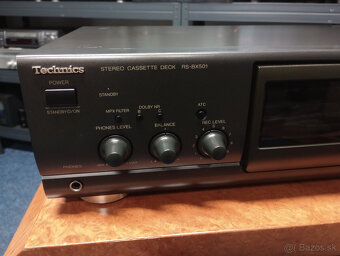 Technics
STEREO CASSETTE DECK RS-BX501
POWER
STANDBY
STANDBY/ON
MPX FILTER
DOLBY NR
B C
ATC
PHONES LEVEL
BALANCE
REC LEVEL
PHONES
Bazos.sk